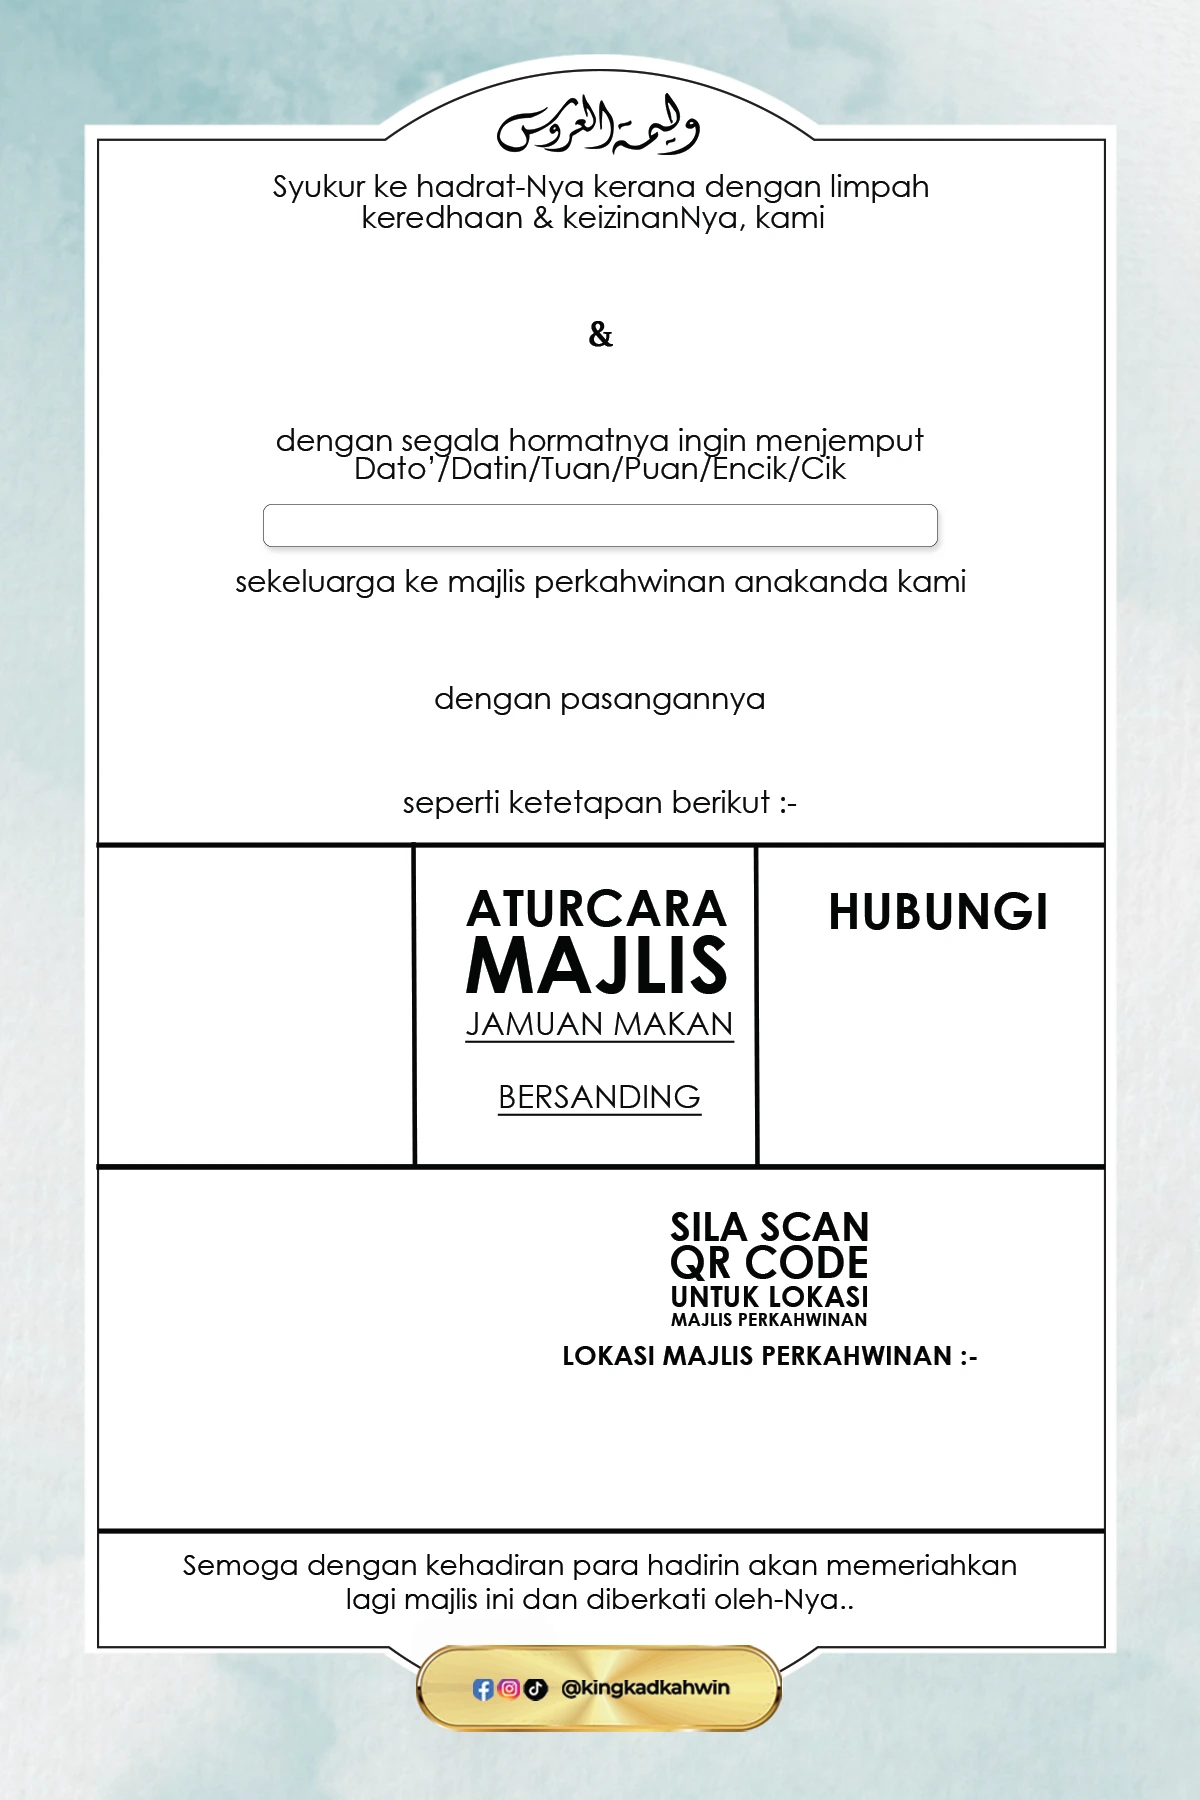 وليمة العروس
Syukur ke hadrat-Nya kerana dengan limpah
keredhaan & keizinanNya, kami
&
dengan segala hormatnya ingin menjemput
Dato’/Datin/Tuan/Puan/Encik/Cik
sekeluarga ke majlis perkahwinan anakanda kami
dengan pasangannya
seperti ketetapan berikut :-
ATURCARA
MAJLIS
JAMUAN MAKAN
BERSANDING
HUBUNGI
SILA SCAN
QR CODE
UNTUK LOKASI
MAJLIS PERKAHWINAN
LOKASI MAJLIS PERKAHWINAN :-
Semoga dengan kehadiran para hadirin akan memeriahkan
lagi majlis ini dan diberkati oleh-Nya..
@kingkadkahwin